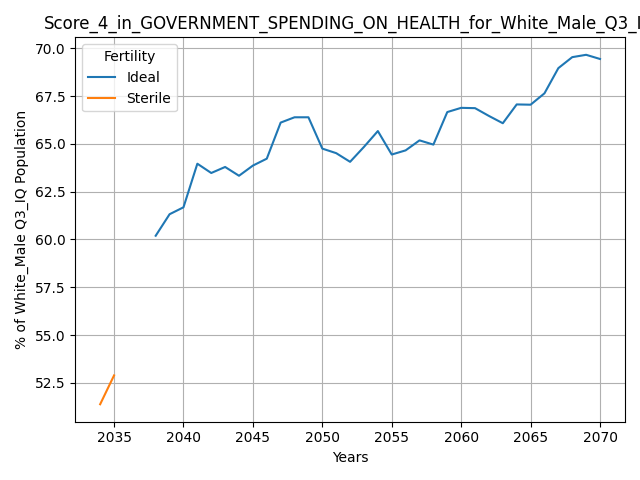 Score_4_in_GOVERNMENT_SPENDING_ON_HEALTH_for_White_Male_Q3_I
Fertility
Ideal
Sterile
% of White_Male Q3_IQ Population
70.0
67.5
65.0
62.5
60.0
57.5
55.0
52.5
2035 2040 2045 2050 2055 2060 2065 2070
Years